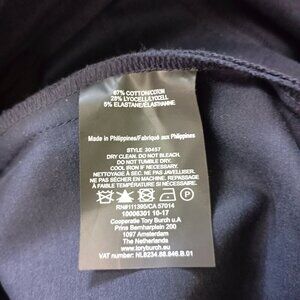 67% COTTON/COTON
28% LYOCELL/LYOCELL
5% ELASTANE/ELASTHANNE
Made in Philippines/Fabriqué aux Philippines
STYLE 30457
DRY CLEAN. DO NOT BLEACH.
DO NOT TUMBLE DRY.
COOL IRON IF NECESSARY.
NETTOYAGE À SEC. NE PAS JAVELLISER.
NE PAS SÉCHER EN MACHINE. REPASSAGE
À FAIBLE TEMPÉRATURE SI NÉCESSAIRE
RN#111395/CA 57014
10006301 10-17
Cooperatie Tory Burch u.A
Prins Bernhardplein 200
1097 Amsterdam
The Netherlands
www.toryburch.com
VAT number: NL8234.88.846.B.01